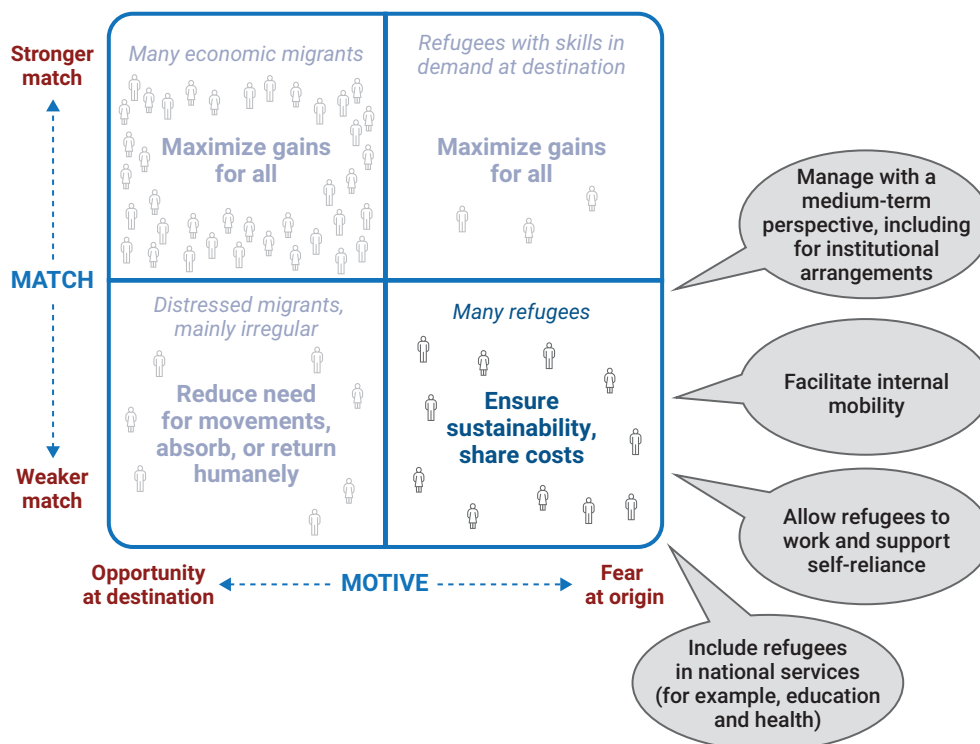 Stronger
match
MATCH
Weaker
match
Many economic migrants
Maximize gains
for all
Refugees with skills in
demand at destination
Maximize gains
for all
Distressed migrants,
mainly irregular
Reduce need
for movements,
absorb, or return
humanely
Many refugees
Ensure
sustainability,
share costs
Opportunity
at destination
MOTIVE
Fear
at origin
Manage with a
medium-term
perspective, including
for institutional
arrangements
Facilitate internal
mobility
Allow refugees to
work and support
self-reliance
Include refugees
in national services
(for example, education
and health)